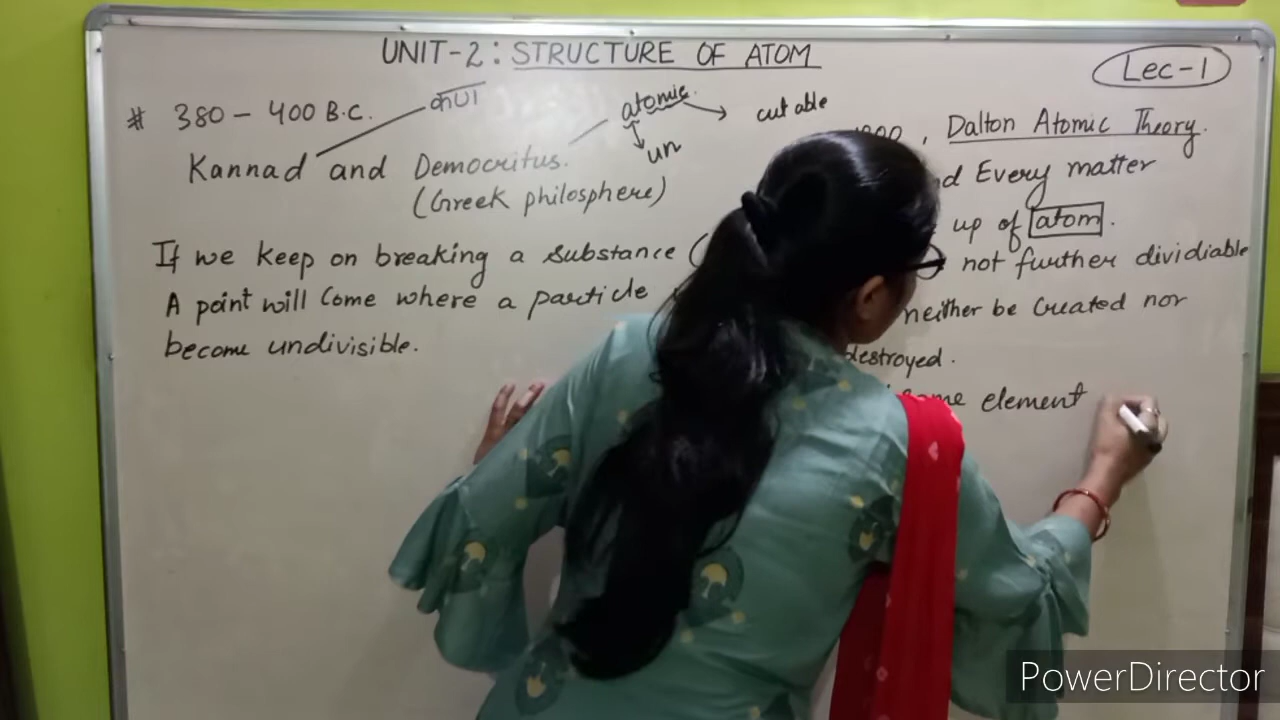 UNIT-2: STRUCTURE OF ATOM
Lec-1
# 380 - 400 B.C.
कण
atomic
cut able
un
Kannad and Democritus.
(Greek philosphere)
If we keep on breaking a substance (
A point will come where a particle
become undivisible.
, Dalton Atomic Theory.
Every matter
up of atom.
not further dividiable
neither be created nor
destroyed.
element
PowerDirector